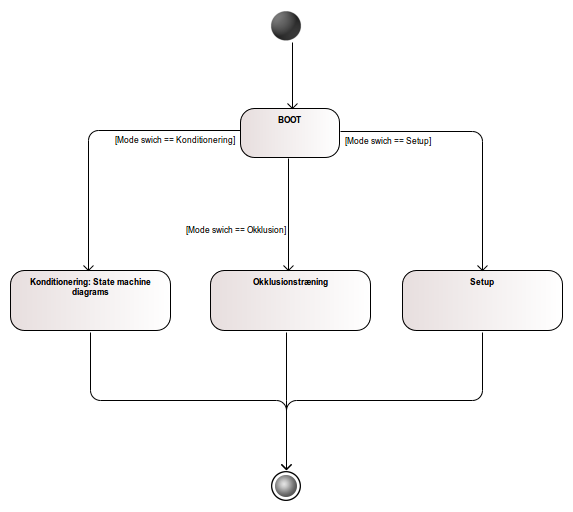 BOOT
[Mode swich == Konditionering]
[Mode swich == Setup]
[Mode swich == Okklusion]
Konditionering: State machine
diagrams
Okklusionstræning
Setup